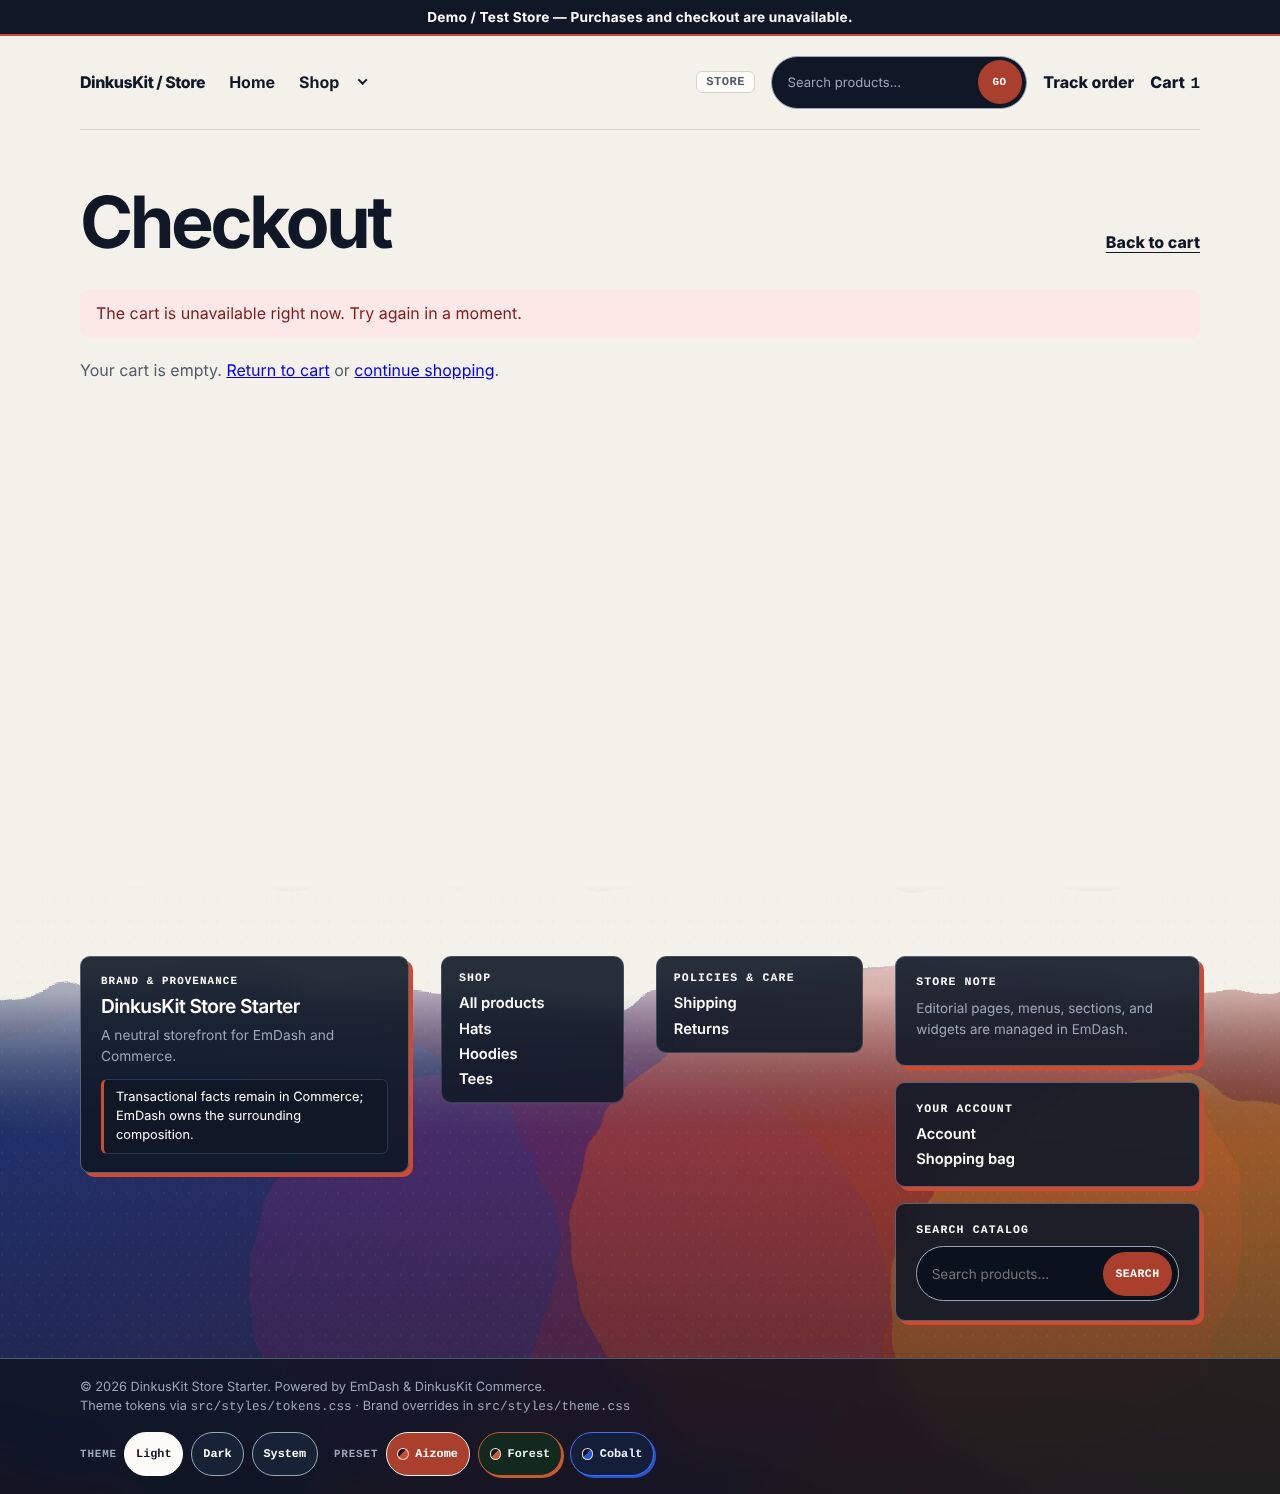 Demo / Test Store — Purchases and checkout are unavailable.
DinkusKit / Store Home Shop STORE Search products... GO Track order Cart 1
Checkout
Back to cart
The cart is unavailable right now. Try again in a moment.
Your cart is empty. Return to cart or continue shopping.
BRAND & PROVENANCE
DinkusKit Store Starter
A neutral storefront for EmDash and
Commerce.
Transactional facts remain in Commerce;
EmDash owns the surrounding
composition.
SHOP
All products
Hats
Hoodies
Tees
POLICIES & CARE
Shipping
Returns
STORE NOTE
Editorial pages, menus, sections, and
widgets are managed in EmDash.
YOUR ACCOUNT
Account
Shopping bag
SEARCH CATALOG
Search products... SEARCH
© 2026 DinkusKit Store Starter. Powered by EmDash & DinkusKit Commerce.
Theme tokens via src/styles/tokens.css · Brand overrides in src/styles/theme.css
THEME Light Dark System PRESET Aizome Forest Cobalt